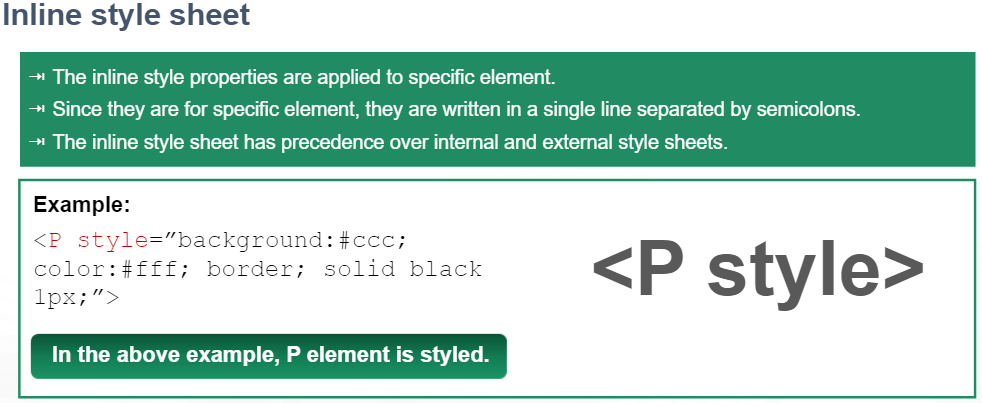 Inline style sheet
⇥ The inline style properties are applied to specific element.
⇥ Since they are for specific element, they are written in a single line separated by semicolons.
⇥ The inline style sheet has precedence over internal and external style sheets.
Example:
<P style=”background:#ccc;
color:#fff; border; solid black
1px;”>
<P style>
In the above example, P element is styled.